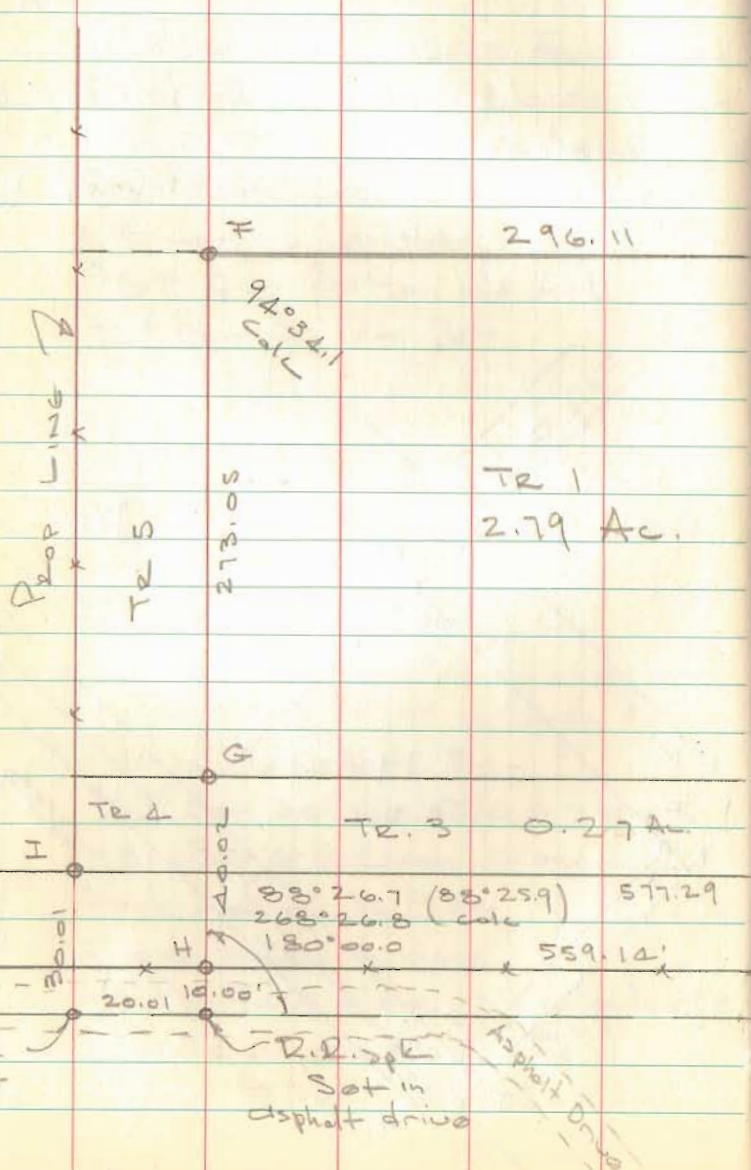 F
296.11
94°34.1
Calc
PROP LINE
TR 5
273.05
TR 1
2.79 Ac.
G
TR 4
TR. 3 0.27 Ac.
I
40.02
88°26.7 (88°25.9) 577.29
268°26.8 calc
180°00.0
H
559.14'
30.01
20.01 10.00'
R.R. Spk
Set in
asphalt drive
Asphalt Drive